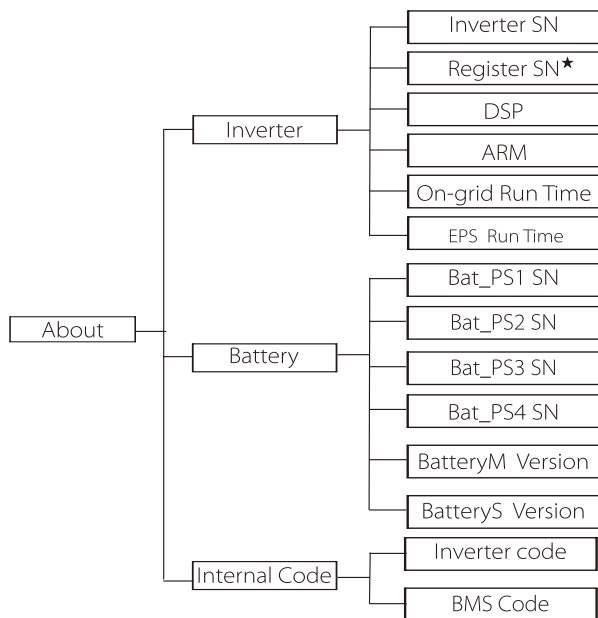 Inverter SN
Register SN★
DSP
Inverter
ARM
On-grid Run Time
EPS Run Time
Bat_PS1 SN
Bat_PS2 SN
About
Battery
Bat_PS3 SN
Bat_PS4 SN
BatteryM Version
BatteryS Version
Inverter code
Internal Code
BMS Code